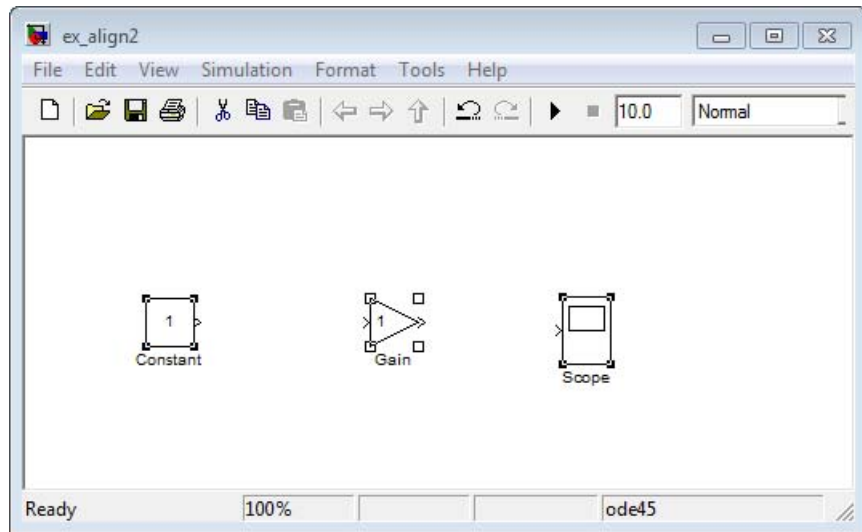 ex_align2
File Edit View Simulation Format Tools Help
10.0 Normal
1 1
Constant Gain Scope
Ready 100% ode45